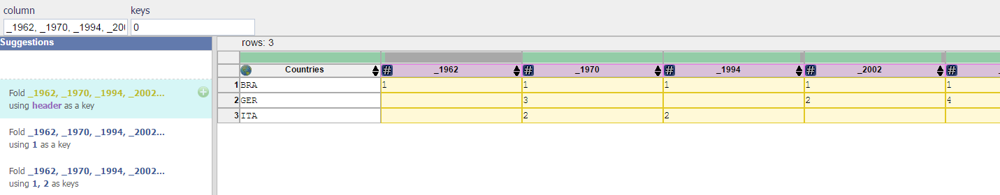 column keys
_1962, _1970, _1994, _20 0
Suggestions
rows: 3
Countries # _1962 # _1970 # _1994 # _2002 #
1 BRA 1 1 1 1 1
2 GER 3 2 4
3 ITA 2 2
Fold _1962, _1970, _1994, _2002...
using header as a key
Fold _1962, _1970, _1994, _2002...
using 1 as a key
Fold _1962, _1970, _1994, _2002...
using 1, 2 as keys